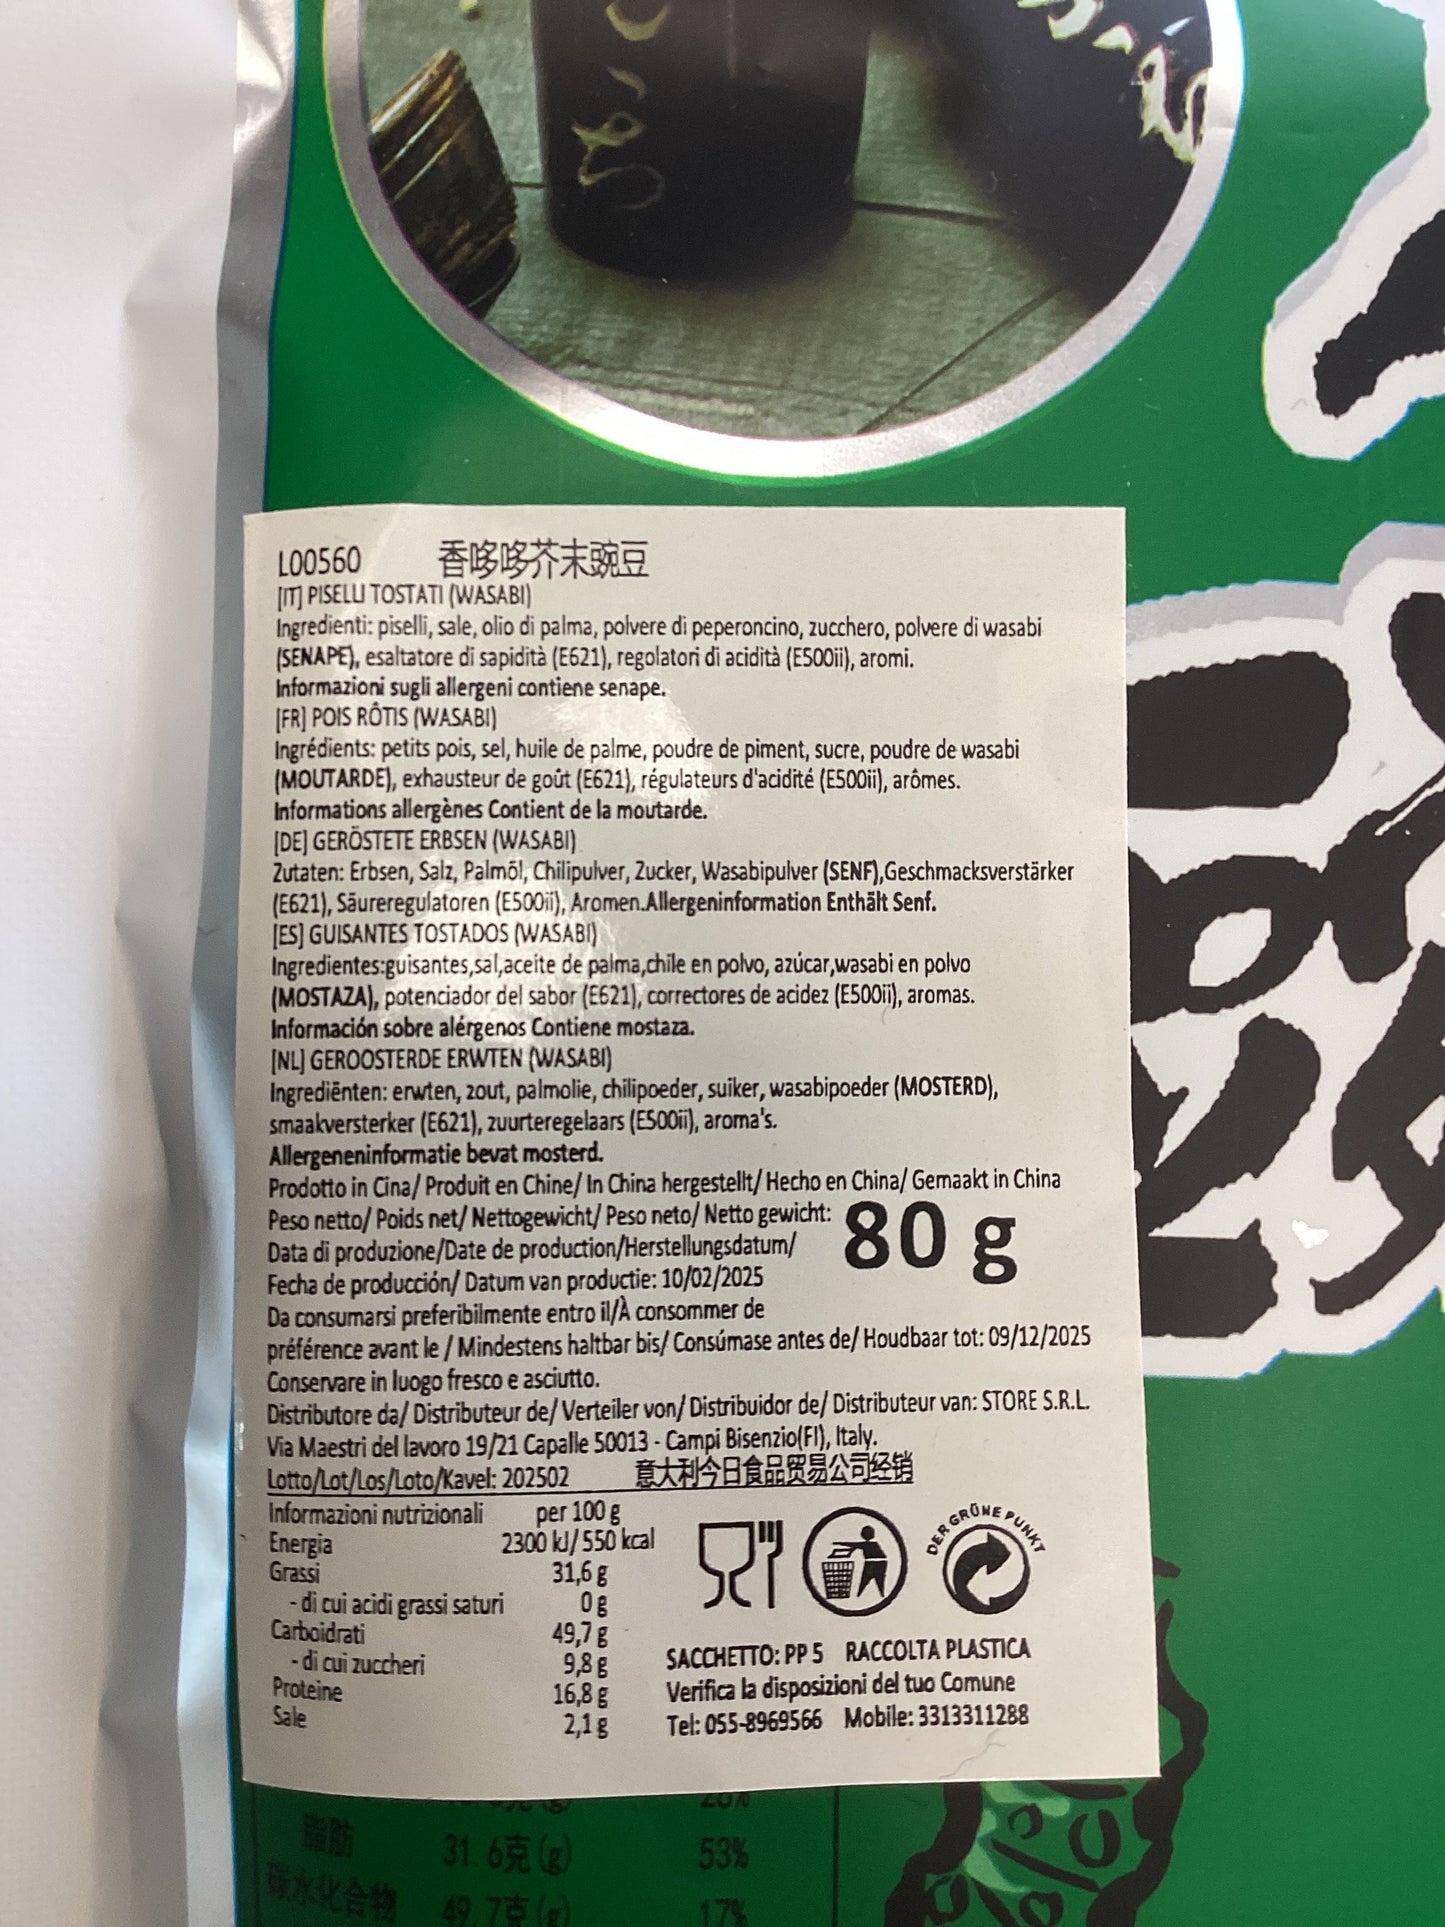 L00560 香哆哆芥末豌豆
[IT] PISELLI TOSTATI (WASABI)
Ingredienti: piselli, sale, olio di palma, polvere di peperoncino, zucchero, polvere di wasabi
(SENAPE), esaltatore di sapidità (E621), regolatori di acidità (E500ii), aromi.
Informazioni sugli allergeni contiene senape.
[FR] POIS RÔTIS (WASABI)
Ingrédients: petits pois, sel, huile de palme, poudre de piment, sucre, poudre de wasabi
(MOUTARDE), exhausteur de goût (E621), régulateurs d'acidité (E500ii), arômes.
Informations allergènes Contient de la moutarde.
[DE] GERÖSTETE ERBSEN (WASABI)
Zutaten: Erbsen, Salz, Palmöl, Chilipulver, Zucker, Wasabipulver (SENF),Geschmacksverstärker
(E621), Säureregulatoren (E500ii), Aromen.Allergeninformation Enthält Senf.
[ES] GUISANTES TOSTADOS (WASABI)
Ingredientes:guisantes,sal,aceite de palma,chile en polvo, azúcar,wasabi en polvo
(MOSTAZA), potenciador del sabor (E621), correctores de acidez (E500ii), aromas.
Información sobre alérgenos Contiene mostaza.
[NL] GEROOSTERDE ERWTEN (WASABI)
Ingrediënten: erwten, zout, palmolie, chilipoeder, suiker, wasabipoeder (MOSTERD),
smaakversterker (E621), zuurteregelaars (E500ii), aroma's.
Allergeneninformatie bevat mosterd.
Prodotto in Cina/ Produit en Chine/ In China hergestellt/ Hecho en China/ Gemaakt in China
Peso netto/ Poids net/ Nettogewicht/ Peso neto/ Netto gewicht: 80 g
Data di produzione/Date de production/Herstellungsdatum/
Fecha de producción/ Datum van productie: 10/02/2025
Da consumarsi preferibilmente entro il/À consommer de
préférence avant le / Mindestens haltbar bis/ Consúmase antes de/ Houdbaar tot: 09/12/2025
Conservare in luogo fresco e asciutto.
Distributore da/ Distributeur de/ Verteiler von/ Distribuidor de/ Distributeur van: STORE S.R.L.
Via Maestri del lavoro 19/21 Capalle 50013 - Campi Bisenzio(FI), Italy.
Lotto/Lot/Los/Loto/Kavel: 202502 意大利今日食品贸易公司经销
Informazioni nutrizionali per 100 g
Energia 2300 kJ/ 550 kcal
Grassi 31,6 g
- di cui acidi grassi saturi 0 g
Carboidrati 49,7 g
- di cui zuccheri 9,8 g
Proteine 16,8 g
Sale 2,1 g
DER GRÜNE PUNKT
SACCHETTO: PP 5 RACCOLTA PLASTICA
Verifica la disposizioni del tuo Comune
Tel: 055-8969566 Mobile: 3313311288
脂肪 31.6克(g) 53%
碳水化合物 49.7克(g) 17%